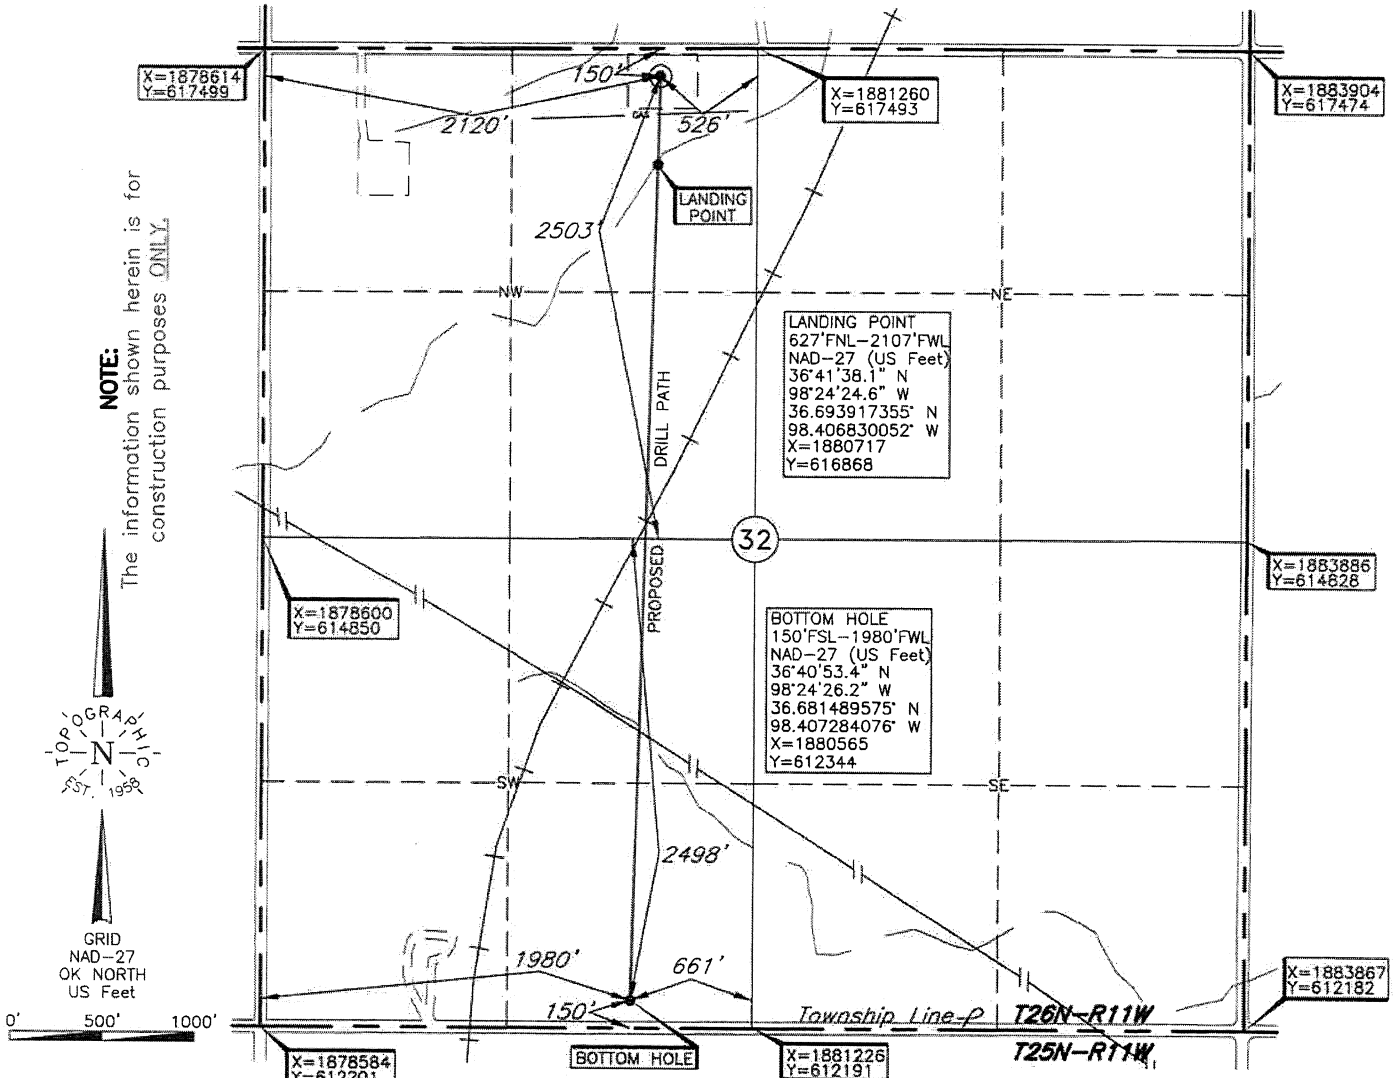 X=1878614
Y=617499
150'
2120'
GAS
526'
X=1881260
Y=617493
X=1883904
Y=617474
LANDING
POINT
2503'
NW
NE
NOTE:
The information shown herein is for
construction purposes ONLY.
LANDING POINT
627'FNL-2107'FWL
NAD-27 (US Feet)
36°41'38.1" N
98°24'24.6" W
36.693917355° N
98.406830052° W
X=1880717
Y=616868
PROPOSED DRILL PATH
32
X=1878600
Y=614850
X=1883886
Y=614828
BOTTOM HOLE
150'FSL-1980'FWL
NAD-27 (US Feet)
36°40'53.4" N
98°24'26.2" W
36.681489575° N
98.407284076° W
X=1880565
Y=612344
TOPOGRAPHIC
N
EST. 1958
SW
SE
2498'
GRID
NAD-27
OK NORTH
US Feet
0' 500' 1000'
1980'
661'
150'
BOTTOM HOLE
X=1883867
Y=612182
Township Line-P T26N-R11W
T25N-R11W
X=1878584
Y=612201
X=1881226
Y=612191